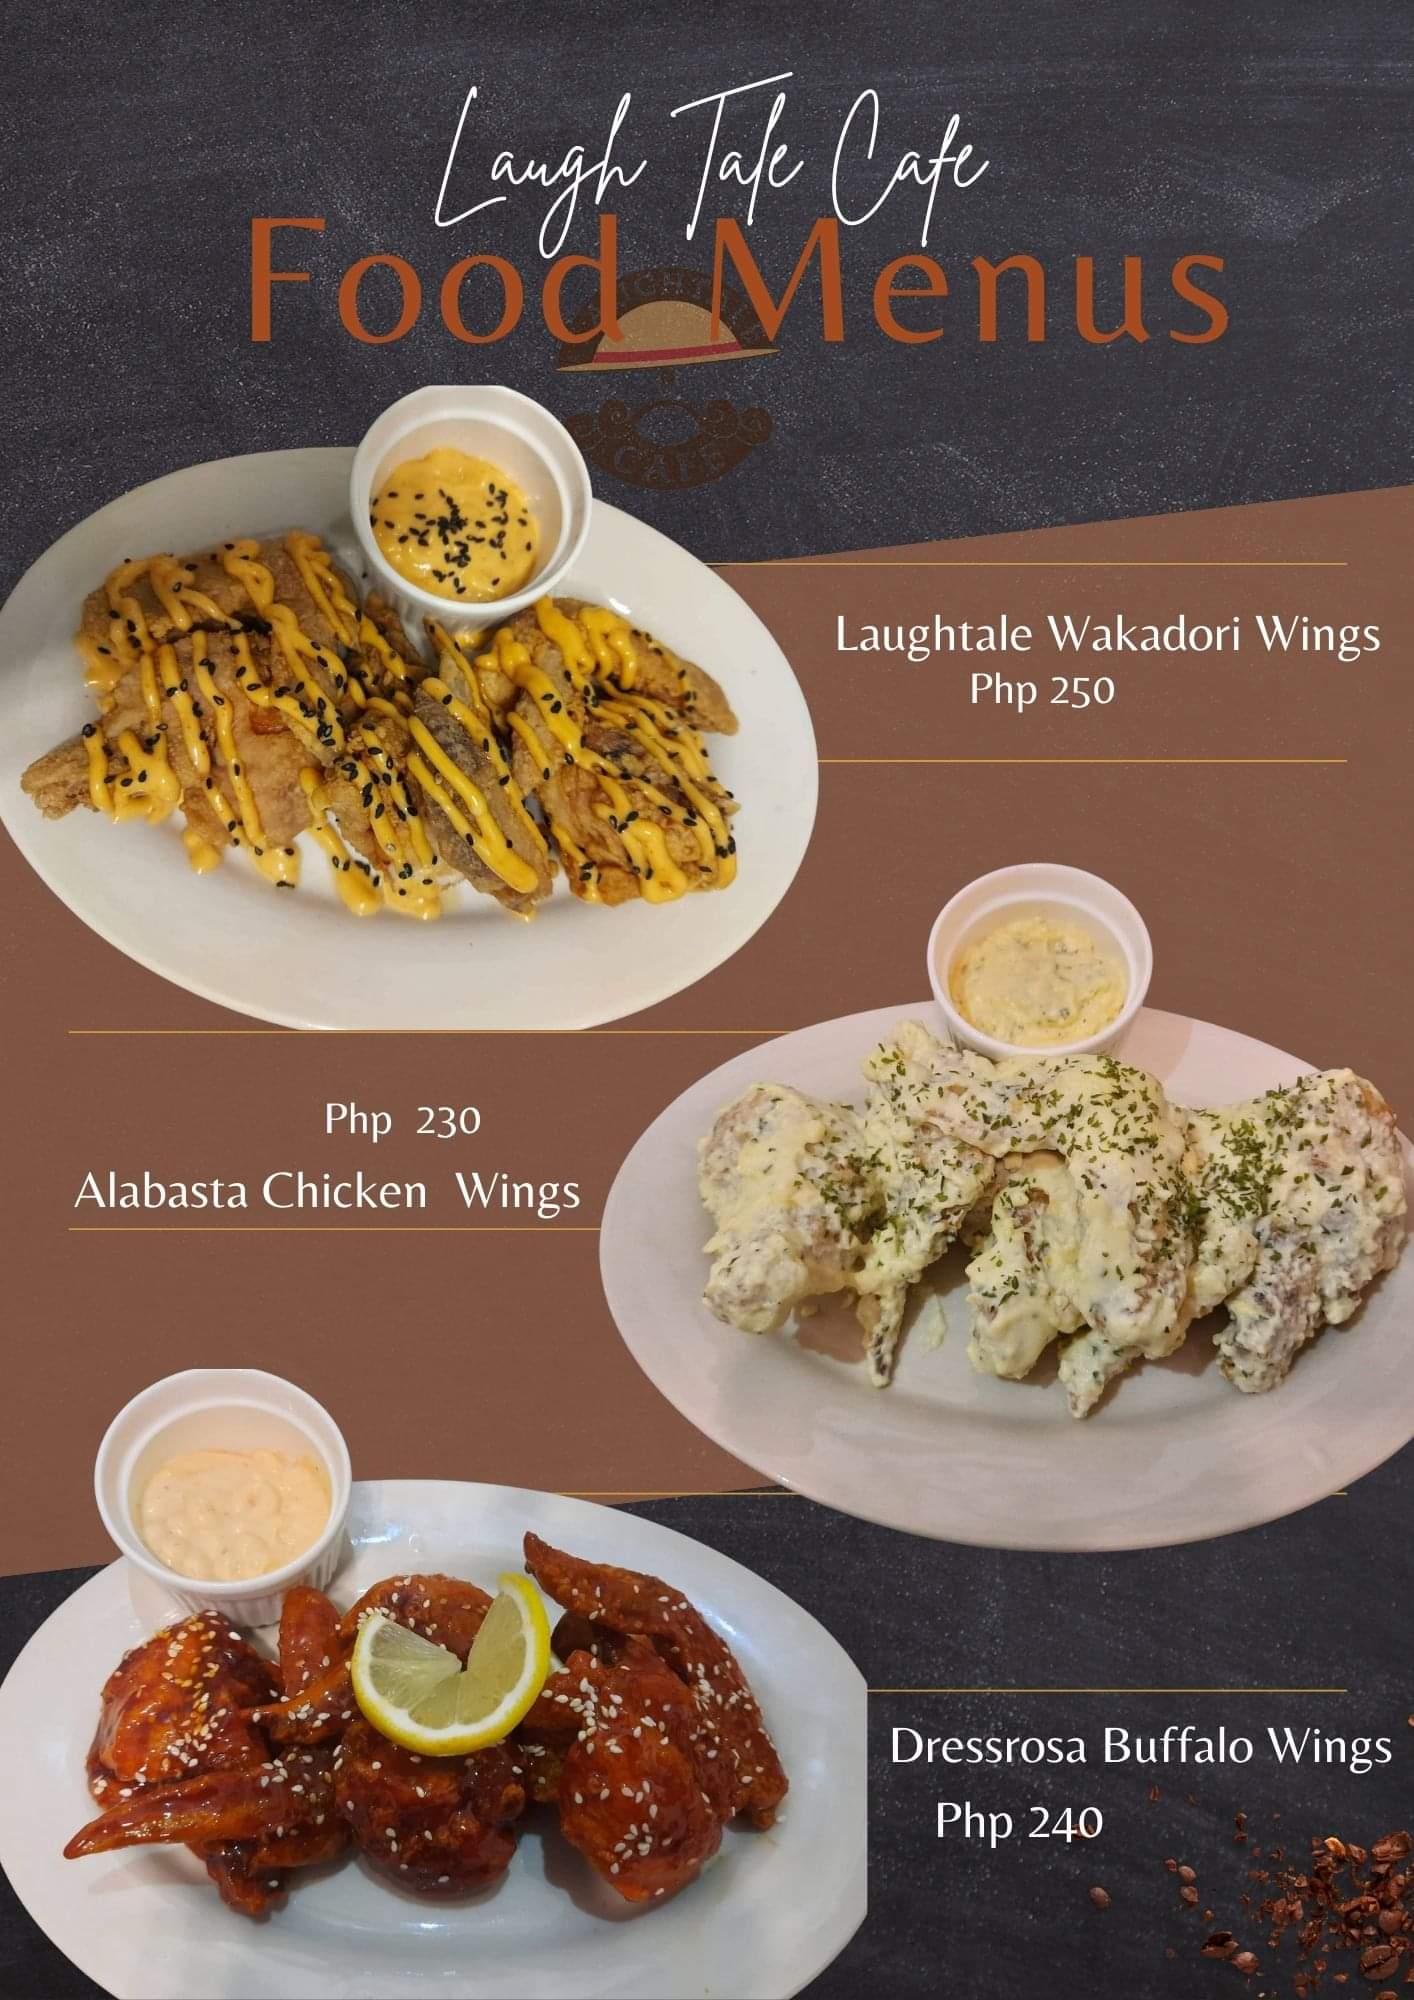 Laugh Tale Cafe
Food Menus
CAFE
Laughtale Wakadori Wings
Php 250
Php 230
Alabasta Chicken Wings
Dressrosa Buffalo Wings
Php 240